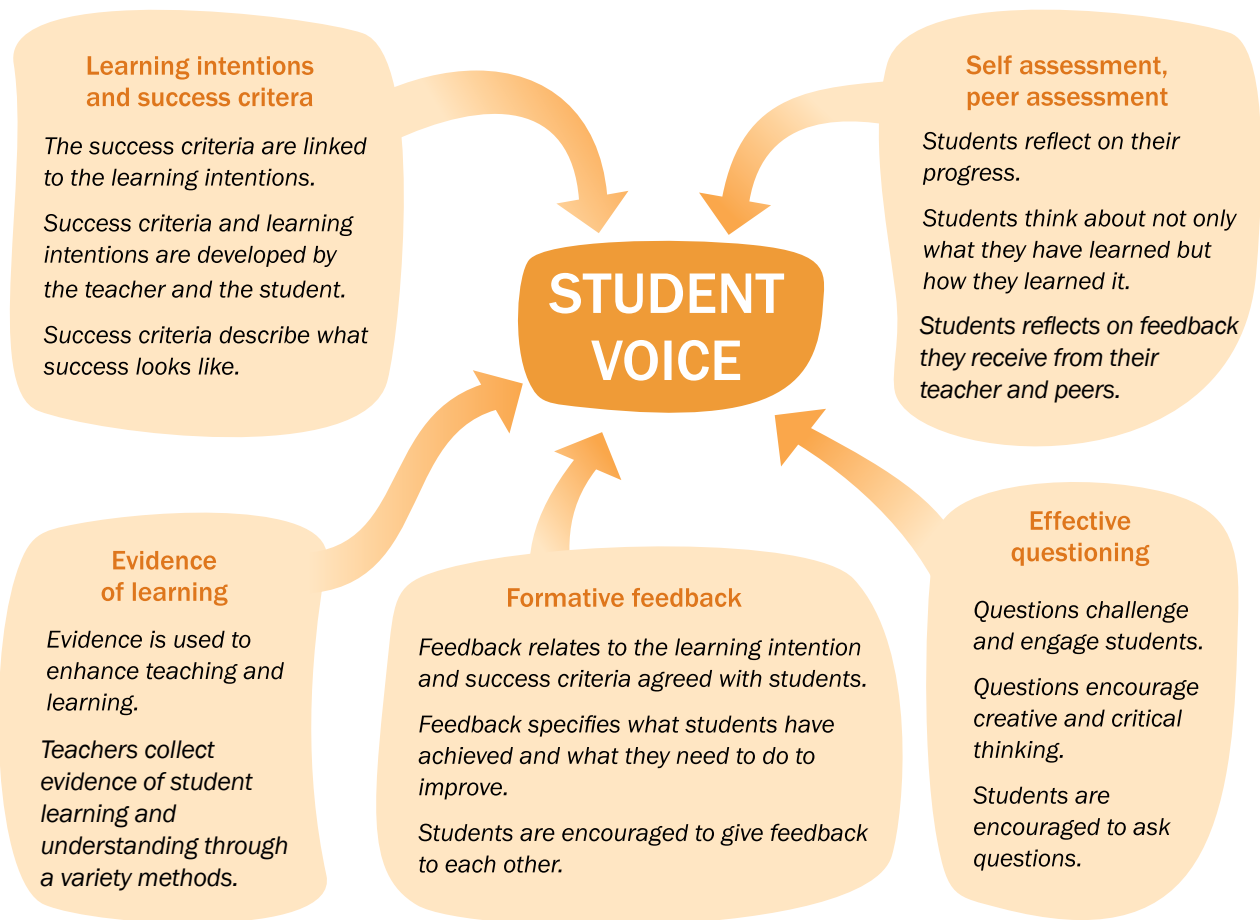 Learning intentions
and success critera
The success criteria are linked
to the learning intentions.
Success criteria and learning
intentions are developed by
the teacher and the student.
Success criteria describe what
success looks like.
Self assessment,
peer assessment
Students reflect on their
progress.
Students think about not only
what they have learned but
how they learned it.
Students reflects on feedback
they receive from their
teacher and peers.
STUDENT
VOICE
Evidence
of learning
Evidence is used to
enhance teaching and
learning.
Teachers collect
evidence of student
learning and
understanding through
a variety methods.
Formative feedback
Feedback relates to the learning intention
and success criteria agreed with students.
Feedback specifies what students have
achieved and what they need to do to
improve.
Students are encouraged to give feedback
to each other.
Effective
questioning
Questions challenge
and engage students.
Questions encourage
creative and critical
thinking.
Students are
encouraged to ask
questions.